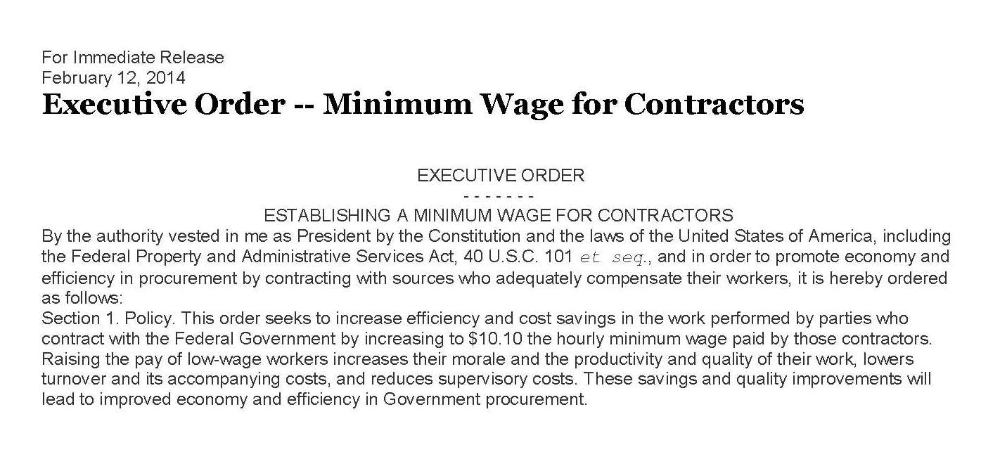 For Immediate Release
February 12, 2014
Executive Order -- Minimum Wage for Contractors
EXECUTIVE ORDER
- - - - - - -
ESTABLISHING A MINIMUM WAGE FOR CONTRACTORS
By the authority vested in me as President by the Constitution and the laws of the United States of America, including
the Federal Property and Administrative Services Act, 40 U.S.C. 101 et seq., and in order to promote economy and
efficiency in procurement by contracting with sources who adequately compensate their workers, it is hereby ordered
as follows:
Section 1. Policy. This order seeks to increase efficiency and cost savings in the work performed by parties who
contract with the Federal Government by increasing to $10.10 the hourly minimum wage paid by those contractors.
Raising the pay of low-wage workers increases their morale and the productivity and quality of their work, lowers
turnover and its accompanying costs, and reduces supervisory costs. These savings and quality improvements will
lead to improved economy and efficiency in Government procurement.